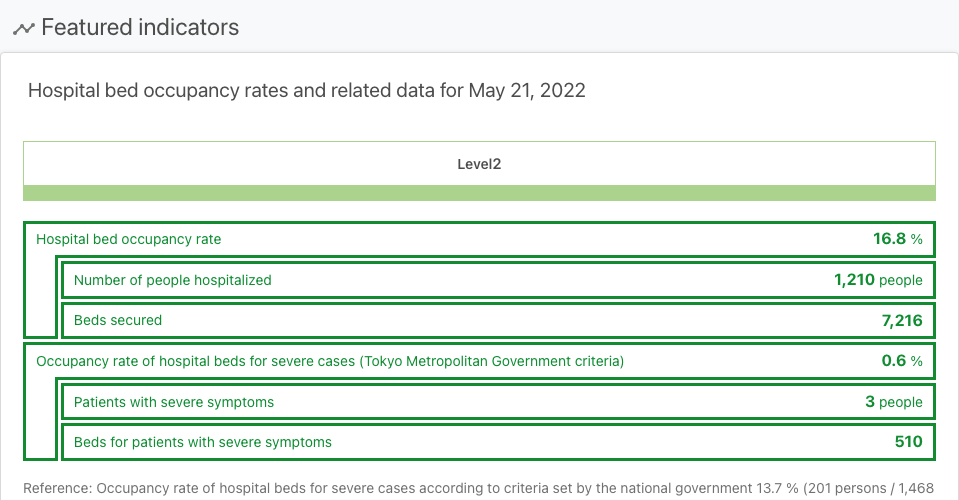 Featured indicators
Hospital bed occupancy rates and related data for May 21, 2022
Level2
Hospital bed occupancy rate 16.8 %
Number of people hospitalized 1,210 people
Beds secured 7,216
Occupancy rate of hospital beds for severe cases (Tokyo Metropolitan Government criteria) 0.6 %
Patients with severe symptoms 3 people
Beds for patients with severe symptoms 510
Reference: Occupancy rate of hospital beds for severe cases according to criteria set by the national government 13.7 % (201 persons / 1,468